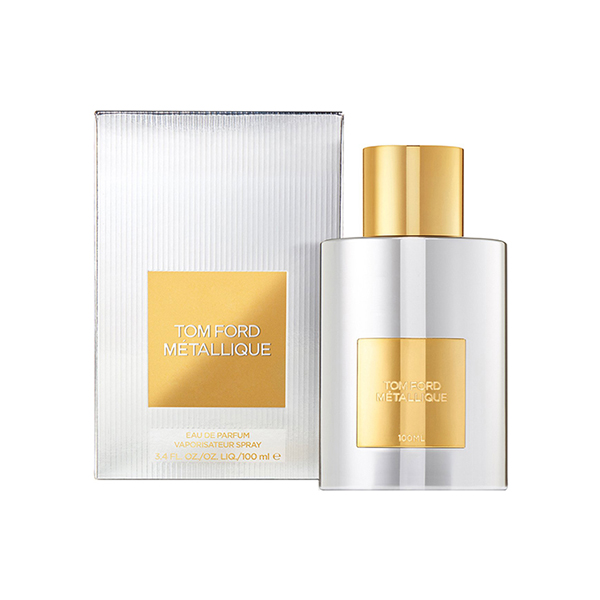 TOM FORD
MÉTALLIQUE
EAU DE PARFUM
VAPORISATEUR SPRAY
3.4 FL. OZ./OZ. LIQ./100 ml ℮
TOM FORD
MÉTALLIQUE
100ML